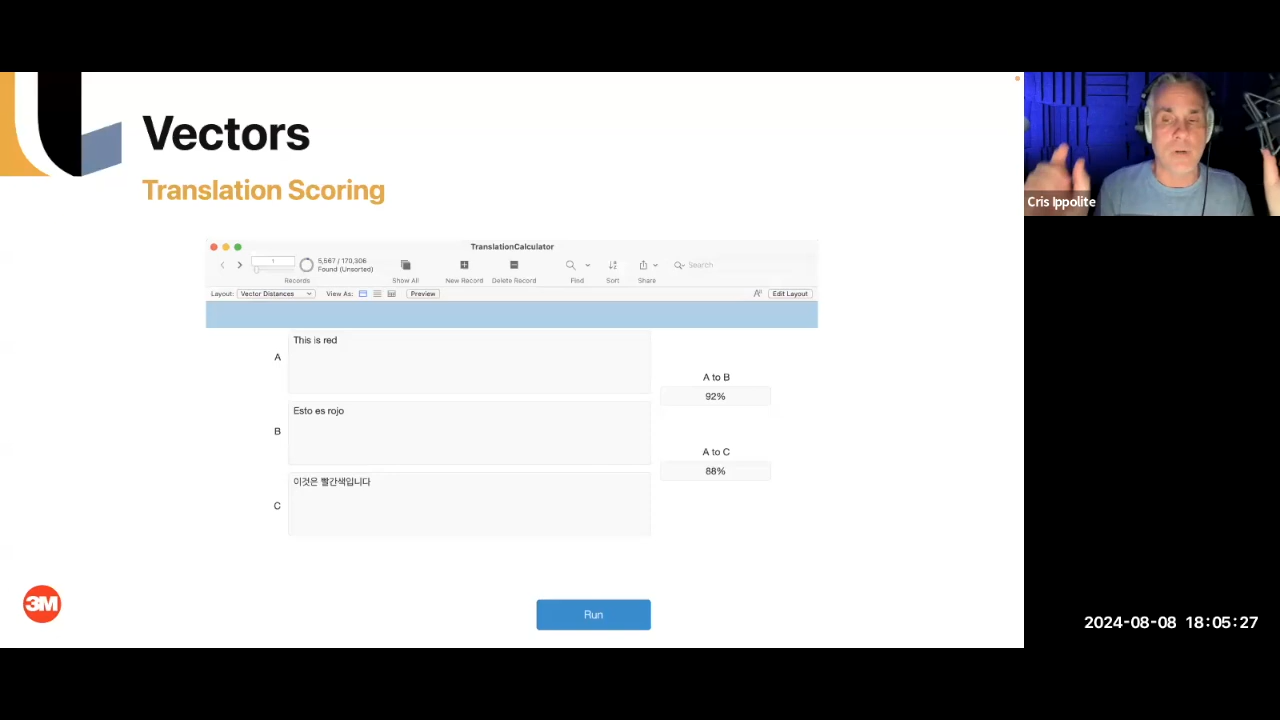 Vectors
Translation Scoring
Cris Ippolite
TranslationCalculator
1
5,567 / 170,306
Found (Unsorted)
Records
Show All
New Record
Delete Record
Find
Sort
Share
Search
Layout:
Vector Distances
View As:
Preview
Edit Layout
A
This is red
A to B
92%
B
Esto es rojo
A to C
88%
C
이것은 빨간색입니다
Run
3M
2024-08-08 18:05:27